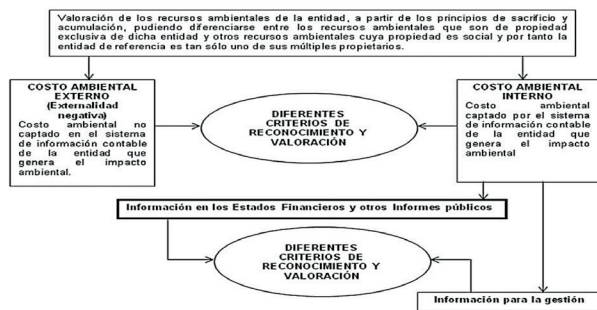 Valoración de los recursos ambientales de la entidad, a partir de los principios de sacrificio y
acumulación, pudiendo diferenciarse entre los recursos ambientales que son de propiedad
exclusiva de dicha entidad y otros recursos ambientales cuya propiedad es social y por tanto la
entidad de referencia es tan sólo uno de sus múltiples propietarios.
COSTO AMBIENTAL
EXTERNO
(Externalidad
negativa)
Costo ambiental no
captado en el sistema
de información contable
de la entidad que
genera el impacto
ambiental.
DIFERENTES
CRITERIOS DE
RECONOCIMIENTO Y
VALORACIÓN
COSTO AMBIENTAL
INTERNO
Costo ambiental
captado por el sistema
de información contable
de la entidad que
genera el impacto
ambiental
Información en los Estados Financieros y otros Informes públicos
DIFERENTES
CRITERIOS DE
RECONOCIMIENTO Y
VALORACIÓN
Información para la gestión